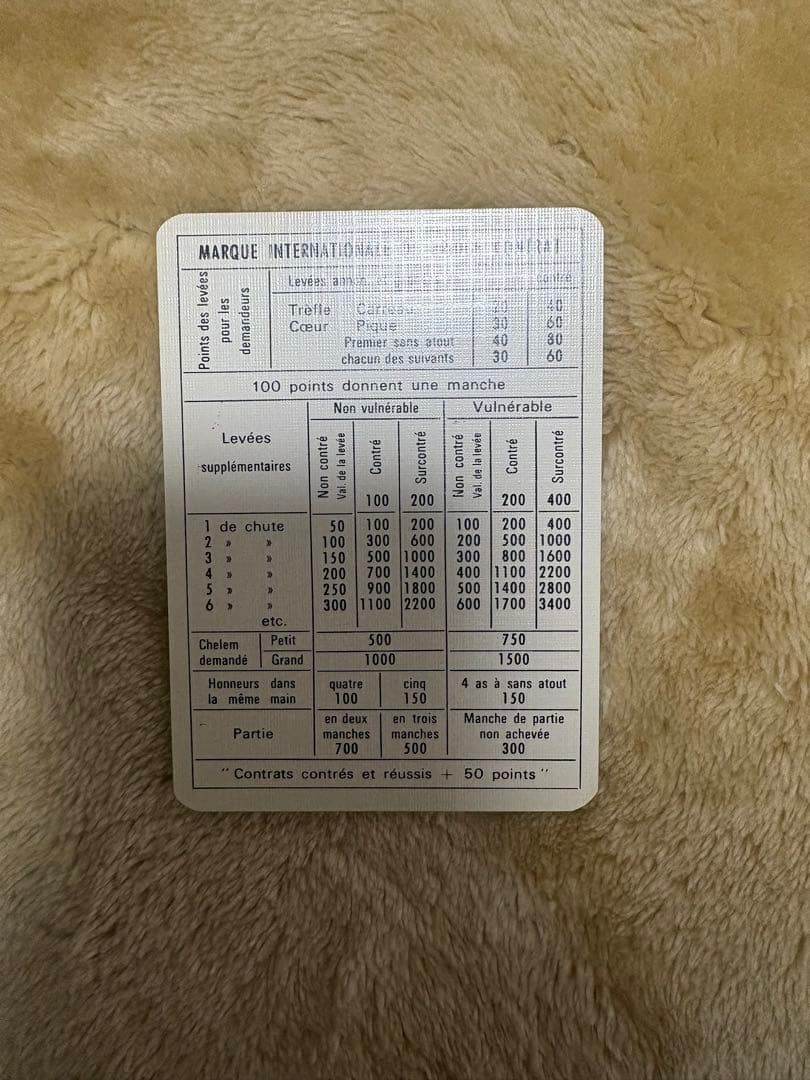 MARQUE INTERNATIONALE
Points des levées
pour les
demandeurs
Levées
Trèfle Carreau 20 40
Cœur Pique 30 60
Premier sans atout 40 80
chacun des suivants 30 60
100 points donnent une manche
Non vulnérable Vulnérable
Levées
supplémentaires
Non contré
Val. de la levée
Contré
100
Surcontré
200
Non contré
Val. de la levée
Contré
200
Surcontré
400
1 de chute 50 100 200 100 200 400
2 » » 100 300 600 200 500 1000
3 » » 150 500 1000 300 800 1600
4 » » 200 700 1400 400 1100 2200
5 » » 250 900 1800 500 1400 2800
6 » » 300 1100 2200 600 1700 3400
etc.
Chelem
demandé
Petit 500 750
Grand 1000 1500
Honneurs dans
la même main
quatre
100
cinq
150
4 as à sans atout
150
Partie
en deux
manches
700
en trois
manches
500
Manche de partie
non achevée
300
" Contrats contrés et réussis + 50 points "